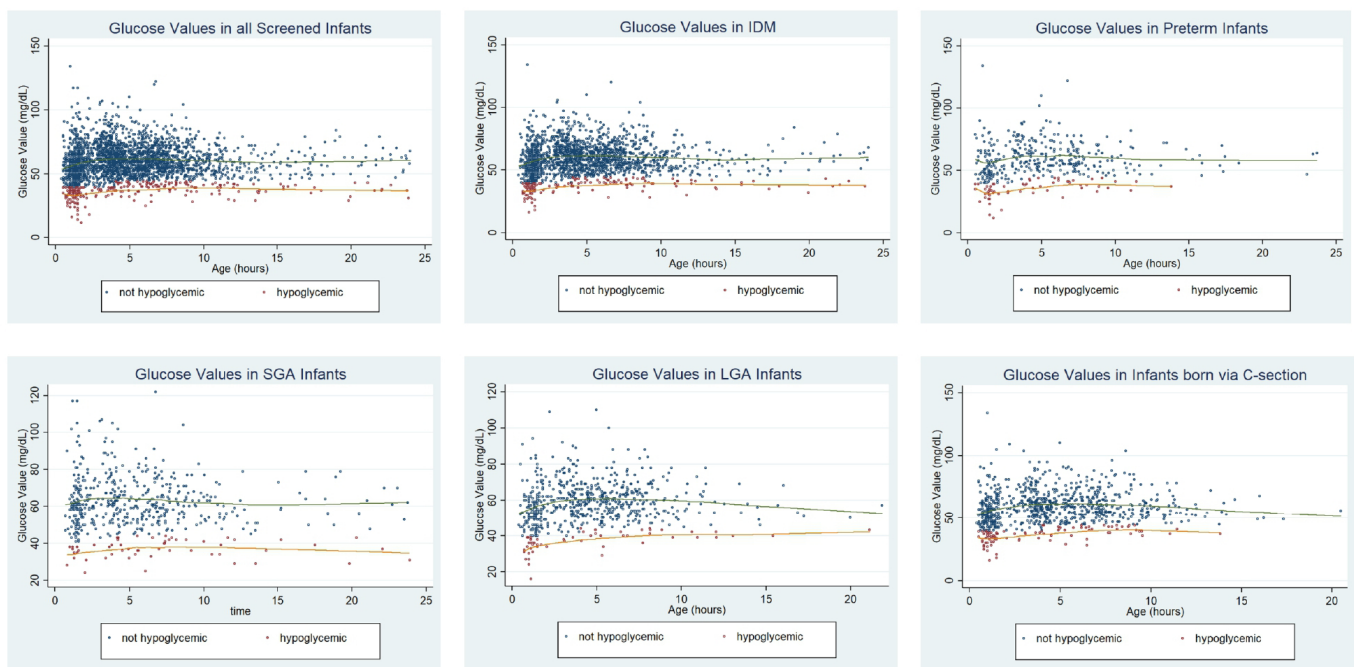 Glucose Values in all Screened Infants
Glucose Value (mg/dL)
150
100
50
0
0 5 10 15 20 25
Age (hours)
not hypoglycemic hypoglycemic
Glucose Values in IDM
Glucose Value (mg/dL)
150
100
50
0
0 5 10 15 20 25
Age (hours)
not hypoglycemic hypoglycemic
Glucose Values in Preterm Infants
Glucose Value (mg/dL)
150
100
50
0
0 5 10 15 20 25
Age (hours)
not hypoglycemic hypoglycemic
Glucose Values in SGA Infants
Glucose Value (mg/dL)
120
100
80
60
40
20
0 5 10 15 20 25
time
not hypoglycemic hypoglycemic
Glucose Values in LGA Infants
Glucose Value (mg/dL)
120
100
80
60
40
20
0 5 10 15 20
Age (hours)
not hypoglycemic hypoglycemic
Glucose Values in Infants born via C-section
Glucose Value (mg/dL)
150
100
50
0
0 5 10 15 20
Age (hours)
not hypoglycemic hypoglycemic